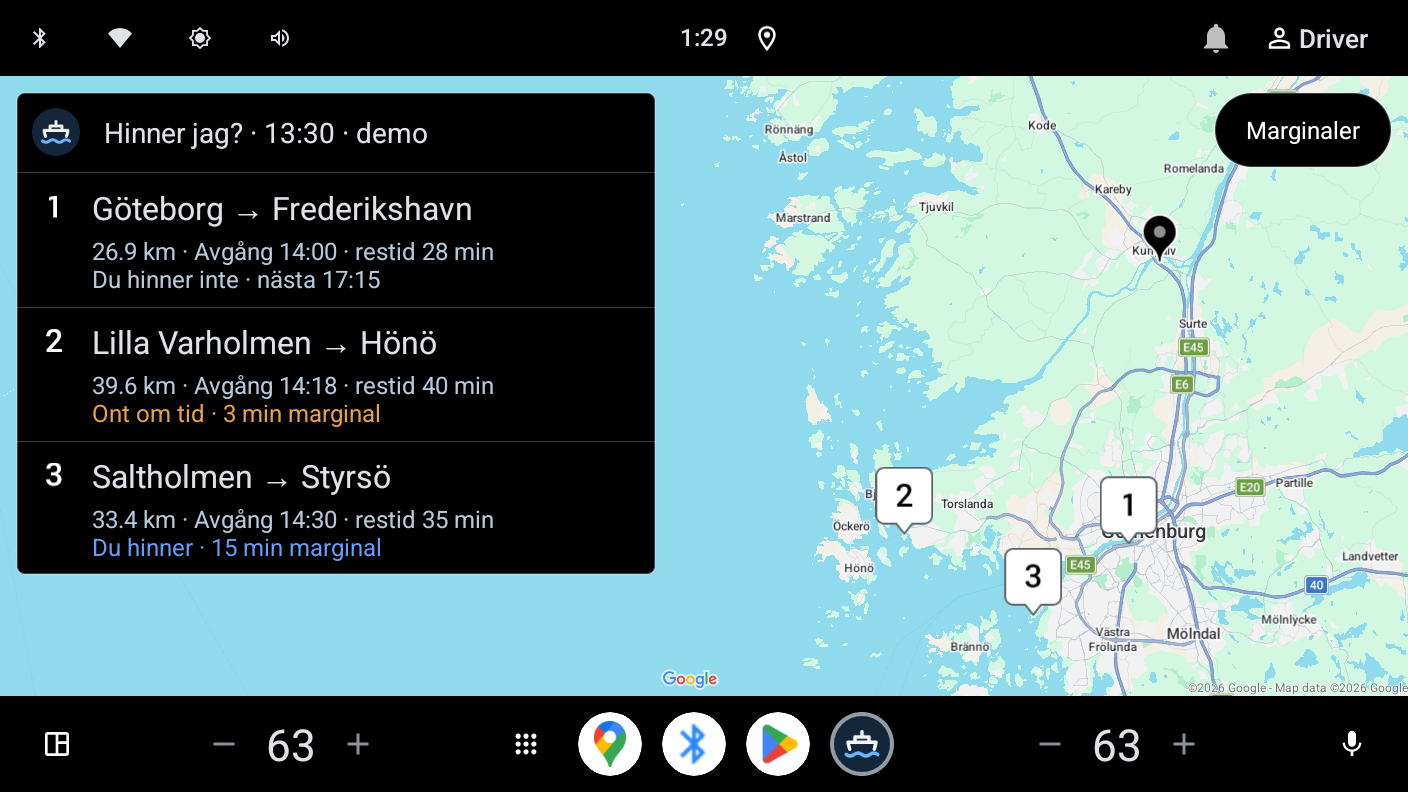 1:29
Driver
Hinner jag? · 13:30 · demo
1
Göteborg → Frederikshavn
26.9 km · Avgång 14:00 · restid 28 min
Du hinner inte · nästa 17:15
2
Lilla Varholmen → Hönö
39.6 km · Avgång 14:18 · restid 40 min
Ont om tid · 3 min marginal
3
Saltholmen → Styrsö
33.4 km · Avgång 14:30 · restid 35 min
Du hinner · 15 min marginal
Marginaler
Rönnäng
Åstol
Kode
Romelanda
Kareby
Tjuvkil
Marstrand
Surte
E45
E6
E20
Partille
2
Torslanda
1
Öckerö
Hönö
3
E45
Landvetter
40
Mölnlycke
Västra
Frölunda
Mölndal
Brännö
Google
©2026 Google - Map data ©2026 Google
63
63